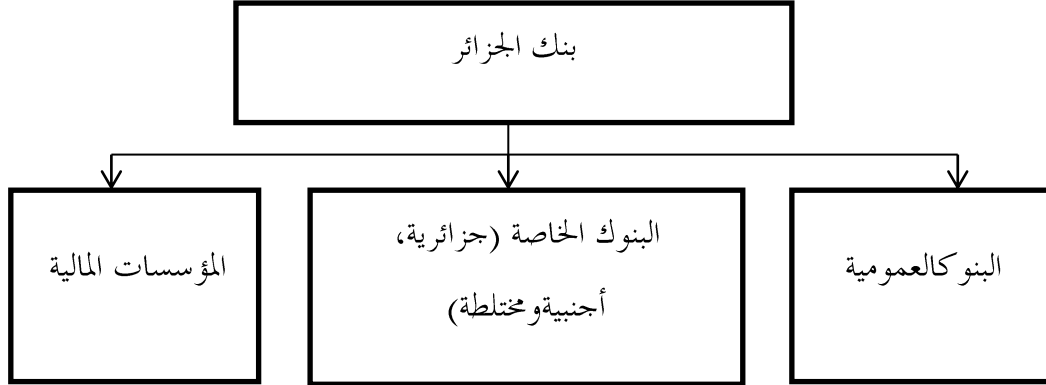 بنك الجزائر
البنوكالعمومية
البنوك الخاصة (جزائرية،
أجنبيةومختلطة)
المؤسسات المالية